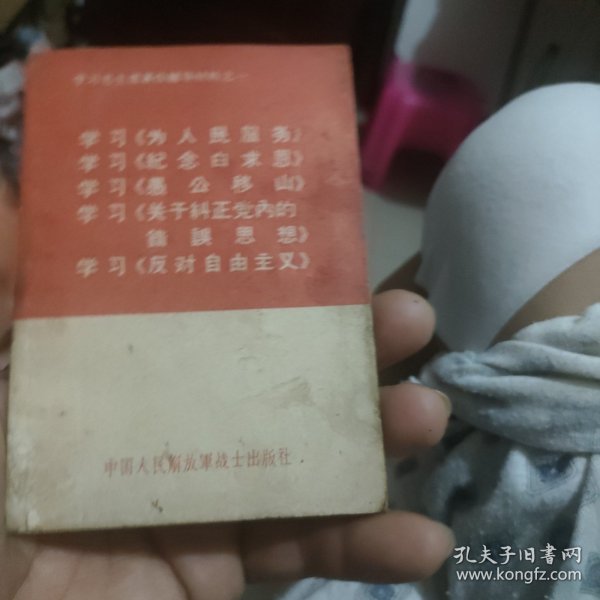 学习《为人民服务》
学习《纪念白求恩》
学习《愚公移山》
学习《关于纠正党内的
錯誤思想》
学习《反对自由主义》
中国人民解放軍战士出版社
孔夫子旧书网
www.kongfz.com